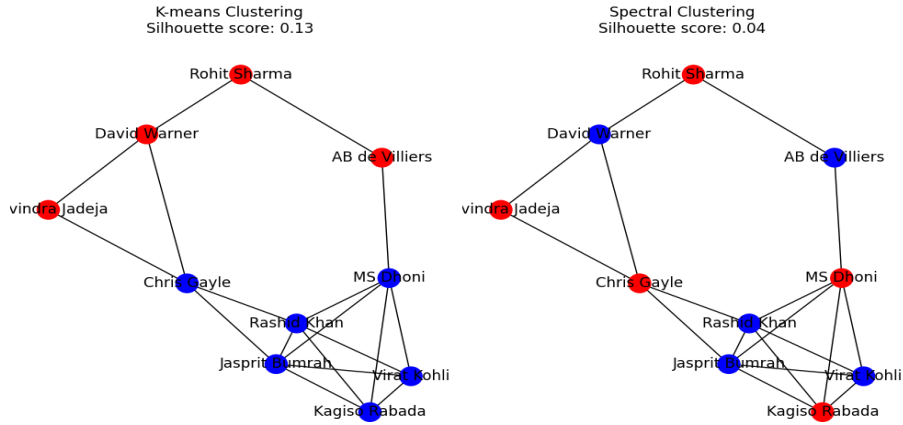 K-means Clustering
Silhouette score: 0.13
Rohit Sharma
David Warner
AB de Villiers
vindra Jadeja
Chris Gayle
MS Dhoni
Rashid Khan
Jasprit Bumrah
Virat Kohli
Kagiso Rabada
Spectral Clustering
Silhouette score: 0.04
Rohit Sharma
David Warner
AB de Villiers
vindra Jadeja
Chris Gayle
MS Dhoni
Rashid Khan
Jasprit Bumrah
Virat Kohli
Kagiso Rabada